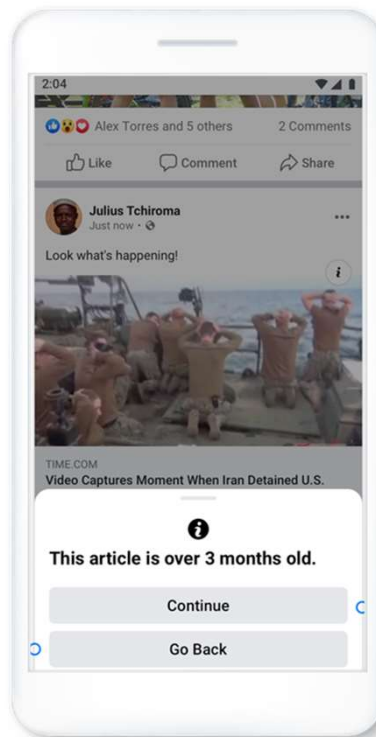 2:04
Alex Torres and 5 others 2 Comments
Like Comment Share
Julius Tchiroma
Just now
Look what's happening!
i
TIME.COM
Video Captures Moment When Iran Detained U.S.
i
This article is over 3 months old.
Continue
Go Back